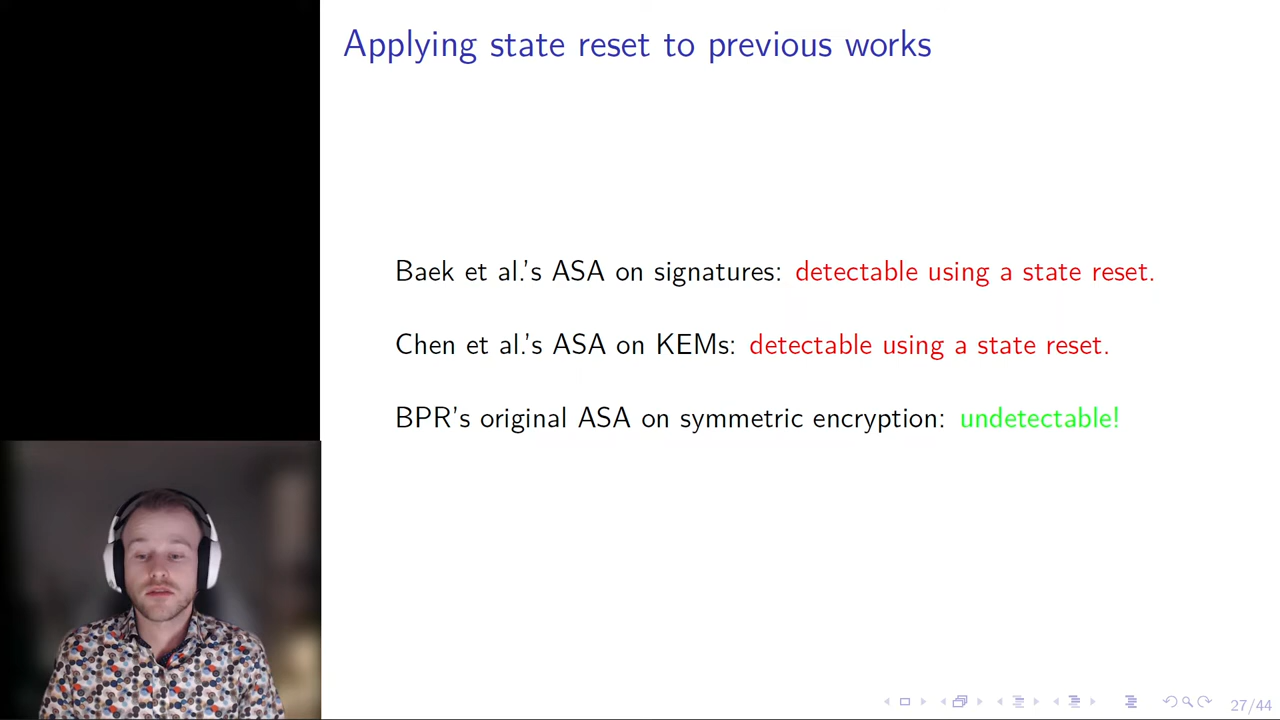 Applying state reset to previous works
Baek et al.'s ASA on signatures: detectable using a state reset.
Chen et al.'s ASA on KEMs: detectable using a state reset.
BPR's original ASA on symmetric encryption: undetectable!
27/44